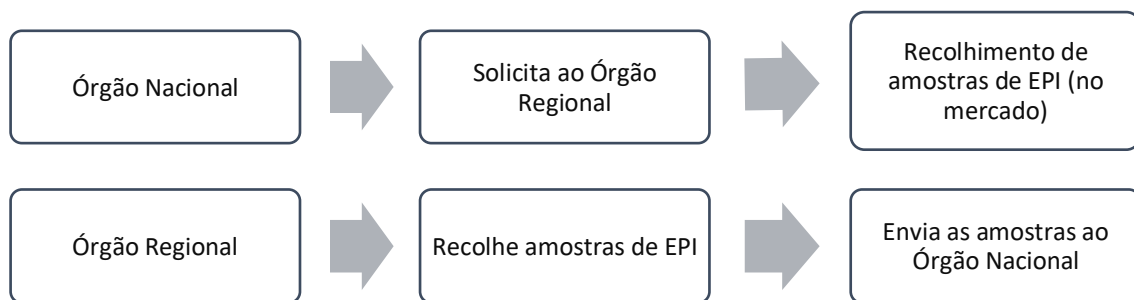 Órgão Nacional
Solicita ao Órgão
Regional
Recolhimento de
amostras de EPI (no
mercado)
Órgão Regional
Recolhe amostras de EPI
Envia as amostras ao
Órgão Nacional